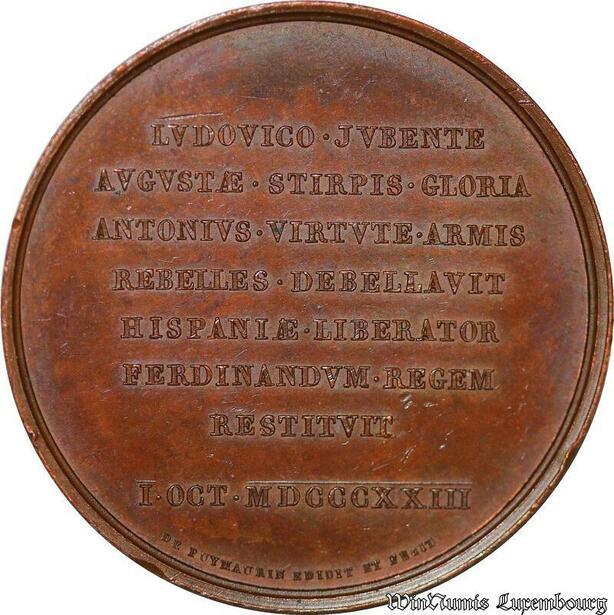 LVDOVICO · JVBENTE
AVGVSTÆ · STIRPIS · GLORIA
ANTONIVS · VIRTVTE · ARMIS
REBELLES · DEBELLAVIT
HISPANIÆ · LIBERATOR
FERDINANDVM · REGEM
RESTITVIT
I · OCT · MDCCCXXIII
DE PUYMAURIN EDIDIT ET FECIT
WinNumis Luxembourg